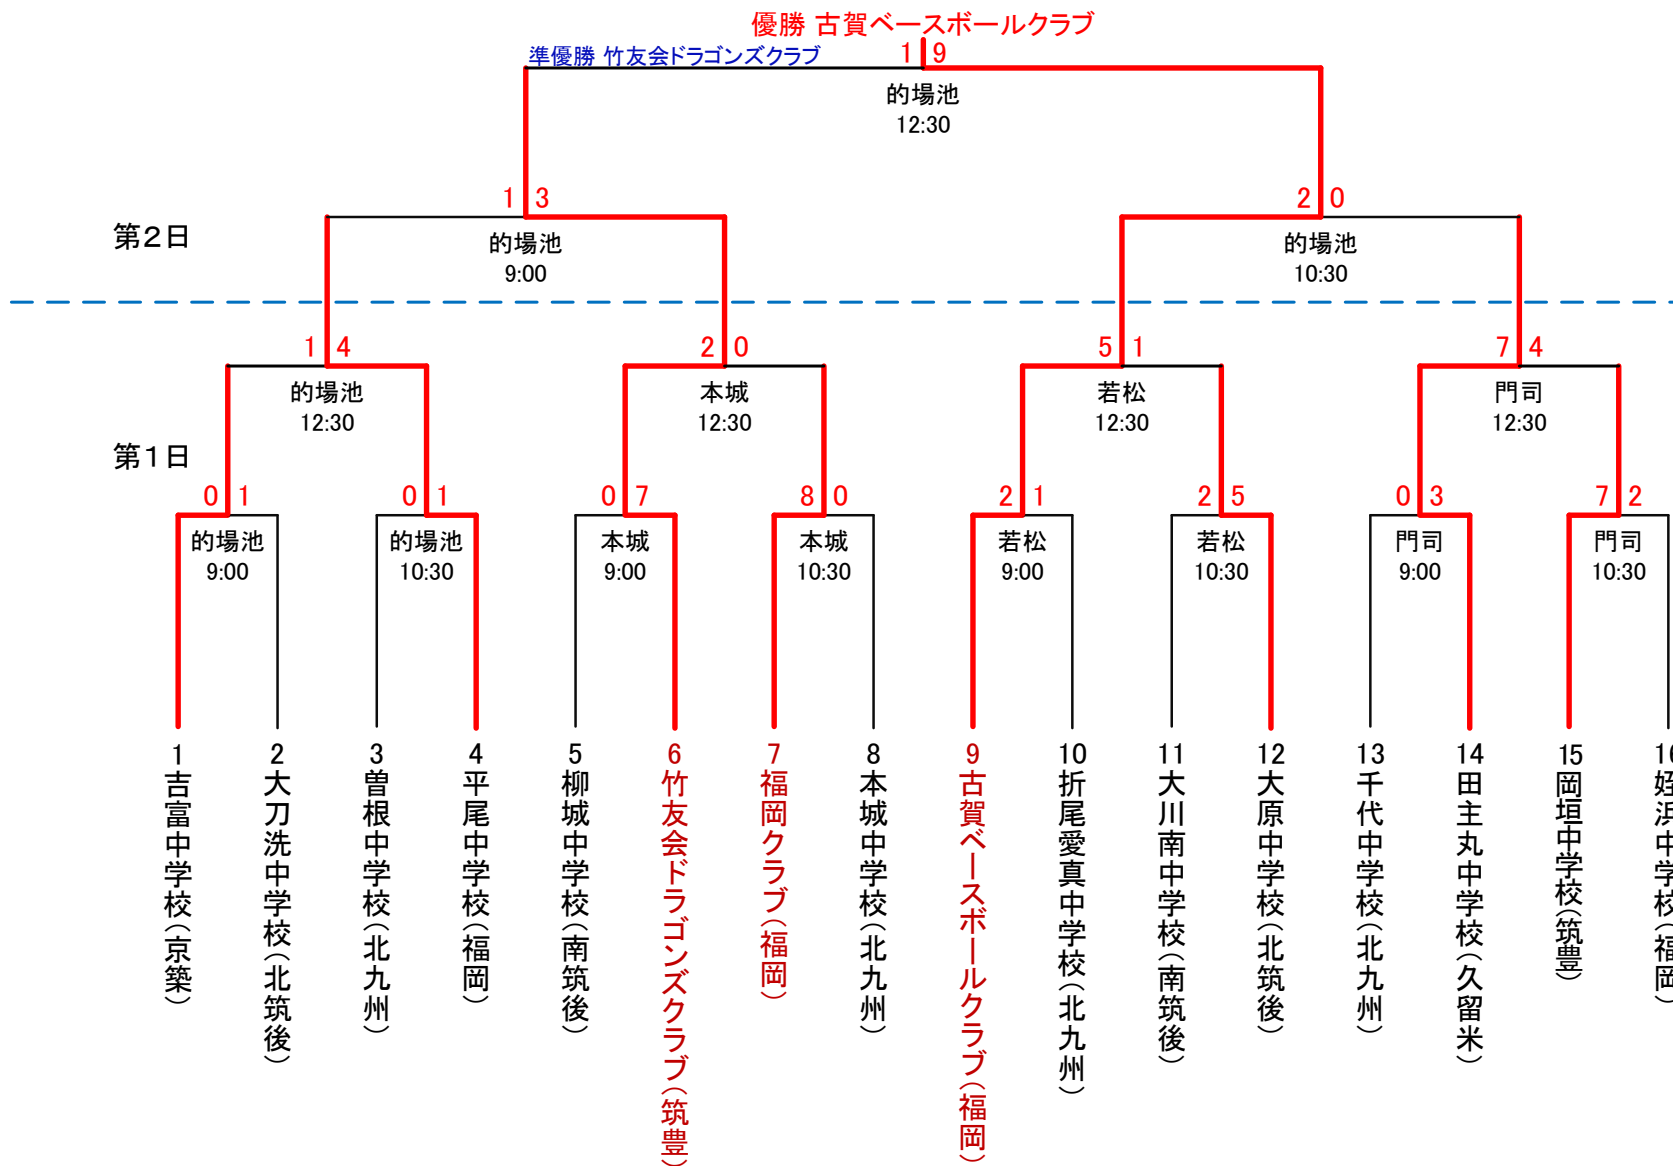 優勝 古賀ベースボールクラブ
準優勝 竹友会ドラゴンズクラブ
1 9
的場池
12:30
1 3
2 0
第2日
的場池
9:00
的場池
10:30
1 4
2 0
5 1
7 4
的場池
12:30
本城
12:30
若松
12:30
門司
12:30
第1日
0 1
0 1
0 7
8 0
2 1
2 5
0 3
7 2
的場池
9:00
的場池
10:30
本城
9:00
本城
10:30
若松
9:00
若松
10:30
門司
9:00
門司
10:30
1
吉富中学校(京築)
2
大刀洗中学校(北筑後)
3
曽根中学校(北九州)
4
平尾中学校(福岡)
5
柳城中学校(南筑後)
6
竹友会ドラゴンズクラブ(筑豊)
7
福岡クラブ(福岡)
8
本城中学校(北九州)
9
古賀ベースボールクラブ(福岡)
10
折尾愛真中学校(北九州)
11
大川南中学校(南筑後)
12
大原中学校(北筑後)
13
千代中学校(北九州)
14
田主丸中学校(久留米)
15
岡垣中学校(筑豊)
16
姪浜中学校(福岡)